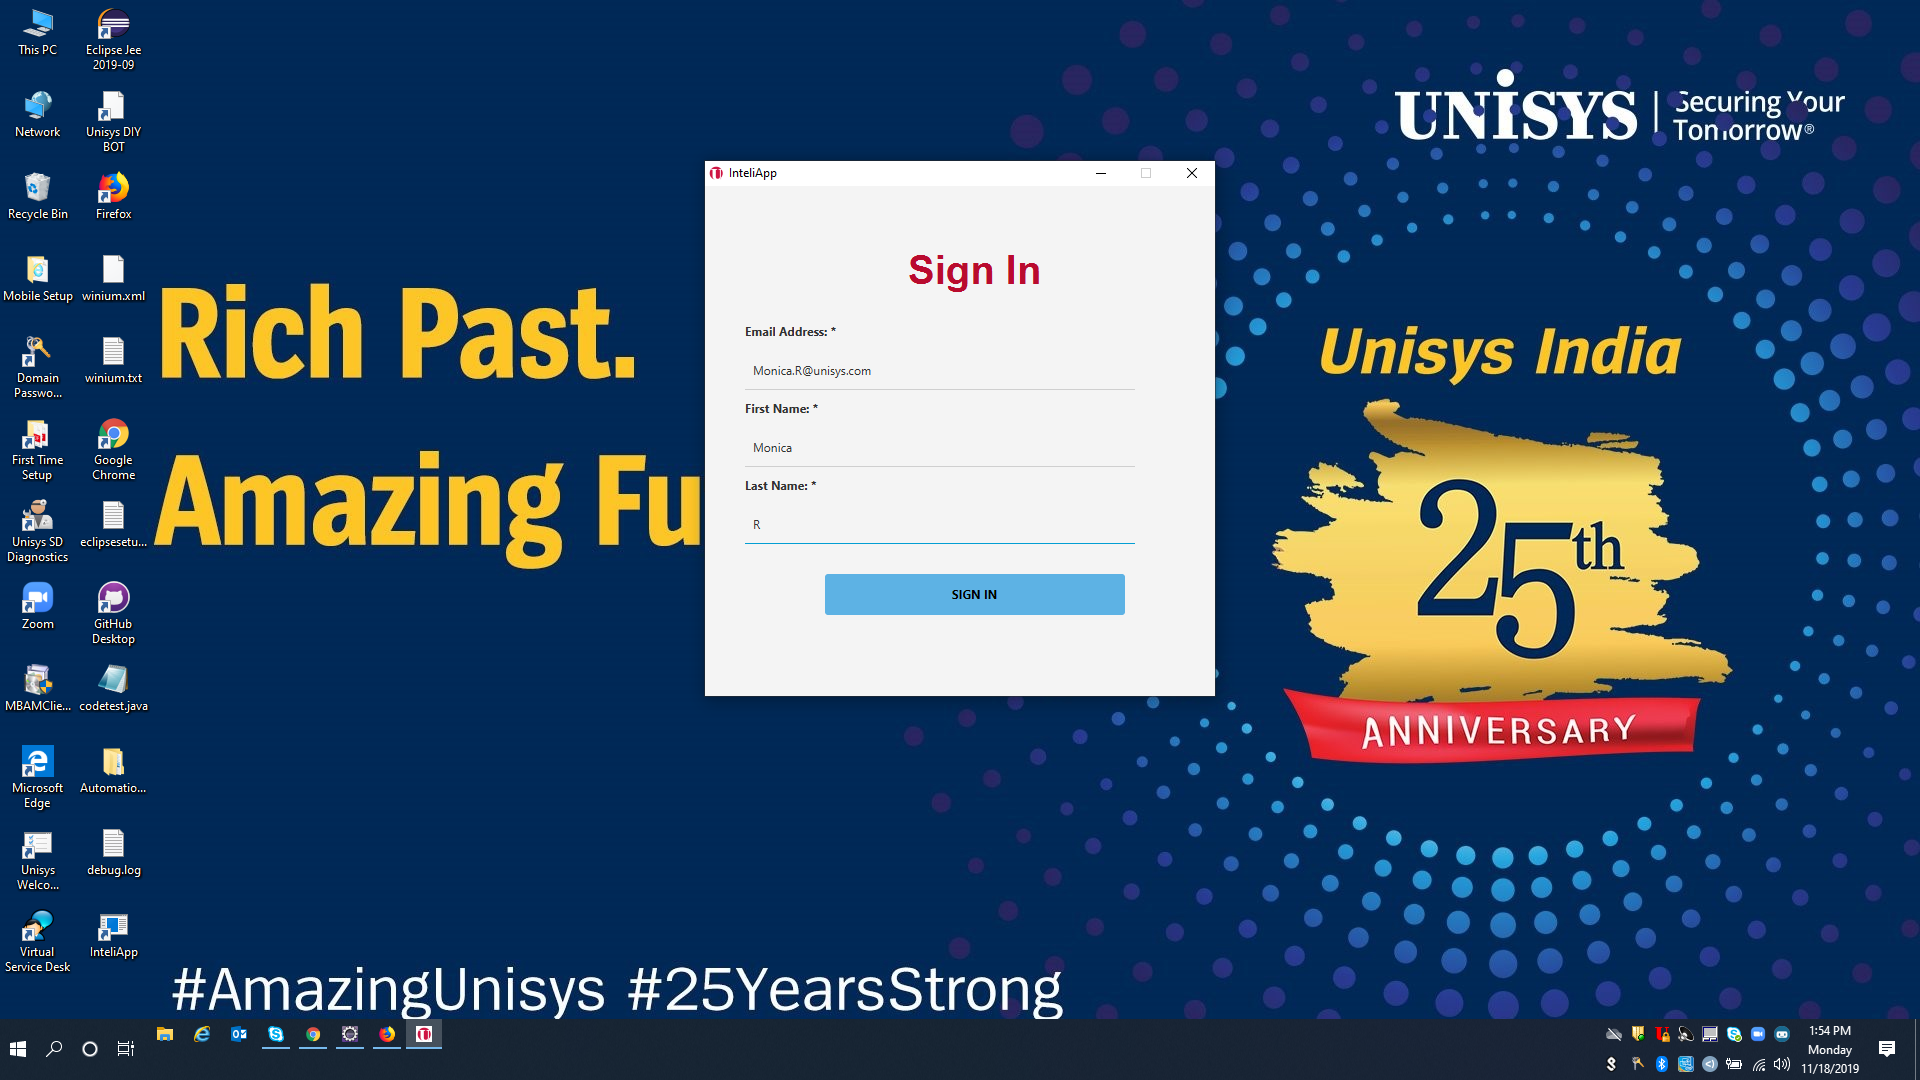 This PC
Eclipse Jee
2019-09
Network
Unisys DIY
BOT
Recycle Bin
Firefox
Mobile Setup
winium.xml
Domain
Passwo...
winium.txt
First Time
Setup
Google
Chrome
Unisys SD
Diagnostics
eclipsesetu...
Zoom
GitHub
Desktop
MBAMClie...
codetest.java
Microsoft
Edge
Automatio...
Unisys
Welco...
debug.log
Virtual
Service Desk
InteliApp
Rich Past.
Amazing Fu
#AmazingUnisys #25YearsStrong
InteliApp
Sign In
Email Address: *
Monica.R@unisys.com
First Name: *
Monica
Last Name: *
R
SIGN IN
UNISYS | Securing Your
Tomorrow®
Unisys India
25th
ANNIVERSARY
1:54 PM
Monday
11/18/2019